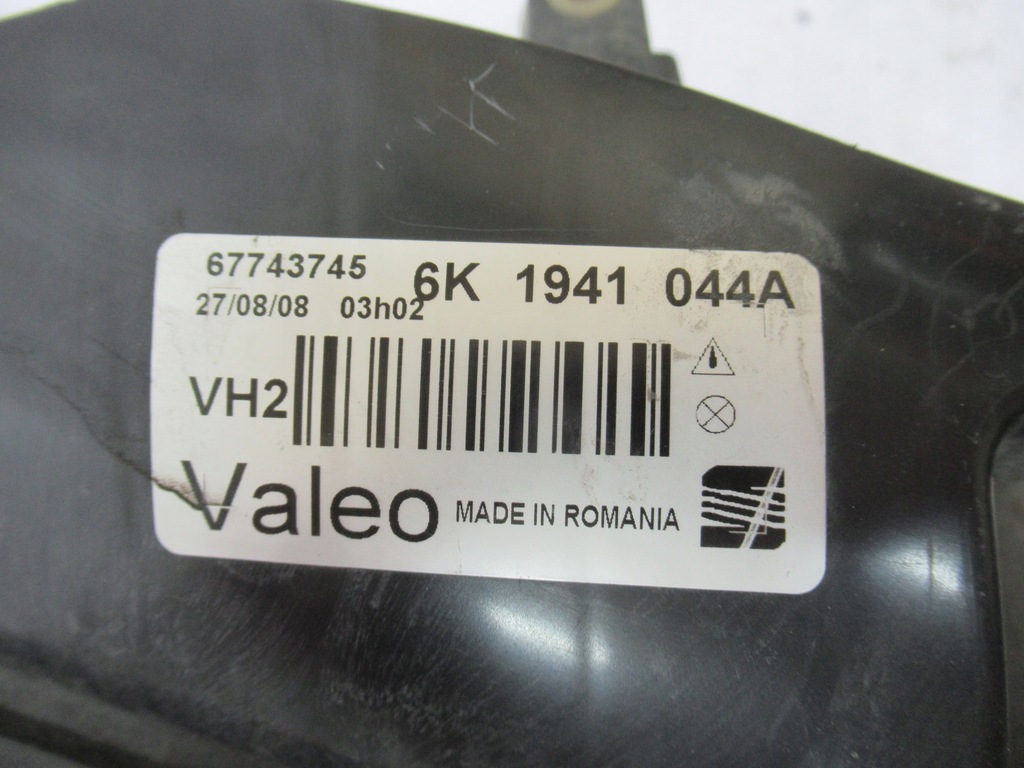 67743745 6K 1941 044A
27/08/08 03h02
VH2
Valeo MADE IN ROMANIA